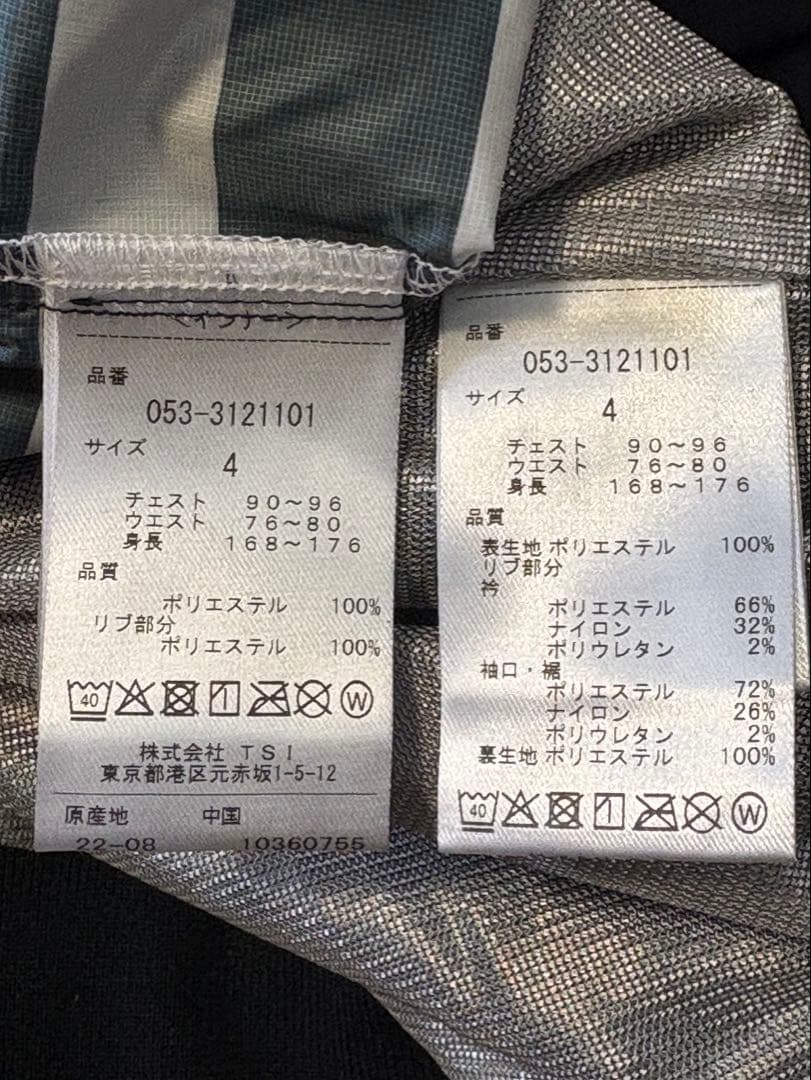 <インナー>
品番
053-3121101
サイズ
4
チェスト 90~96
ウエスト 76~80
身長 168~176
品質
ポリエステル 100%
リブ部分
ポリエステル 100%
40 W
株式会社 TSI
東京都港区元赤坂1-5-12
原産地 中国
22-08 10360755
品番
053-3121101
サイズ
4
チェスト 90~96
ウエスト 76~80
身長 168~176
品質
表生地 ポリエステル 100%
リブ部分
衿
ポリエステル 66%
ナイロン 32%
ポリウレタン 2%
袖口・裾
ポリエステル 72%
ナイロン 26%
ポリウレタン 2%
裏生地 ポリエステル 100%
40 W